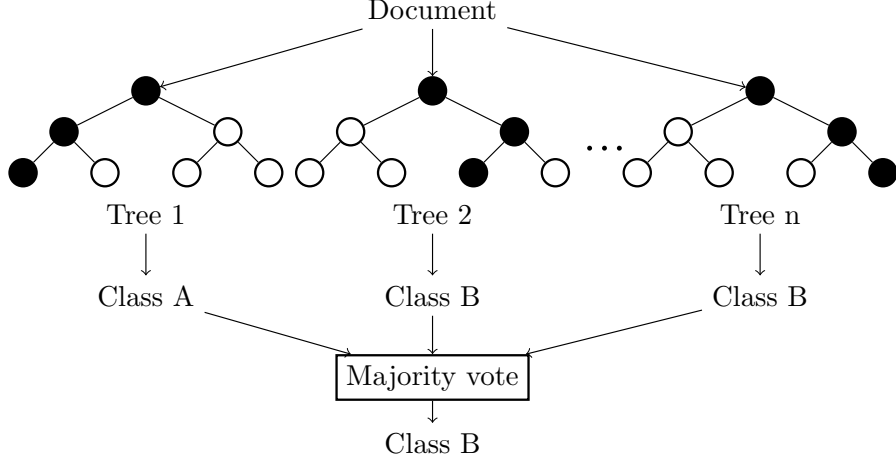 Document
...
Tree 1
Tree 2
Tree n
Class A
Class B
Class B
Majority vote
Class B